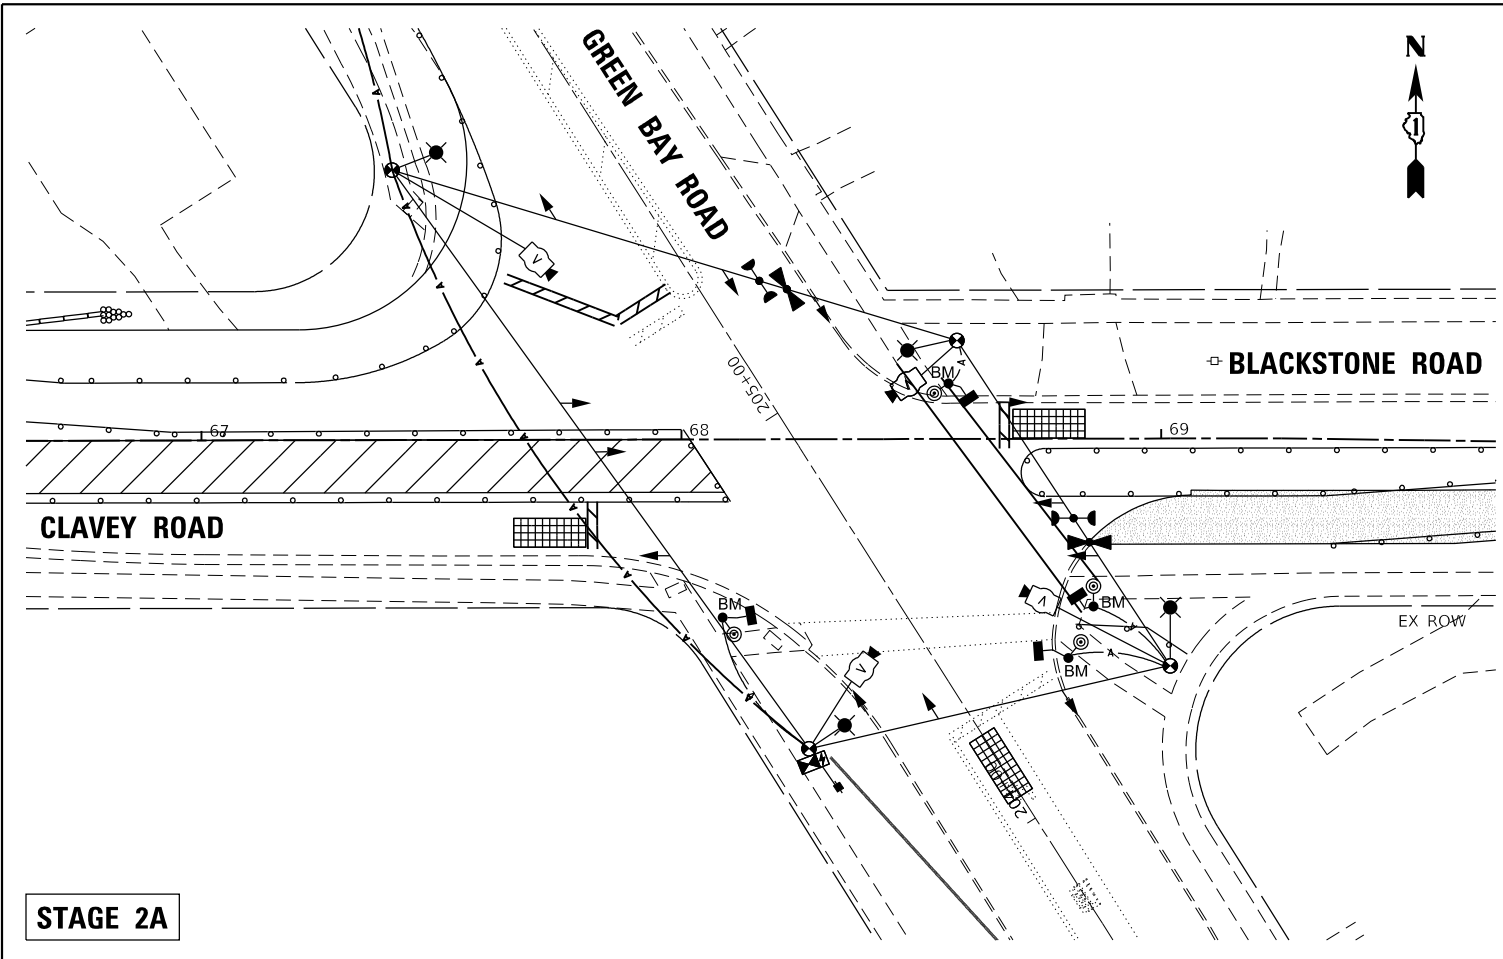 N
1
GREEN BAY ROAD
A
A
V
A
A
205+00
BM
A
V
BLACKSTONE ROAD
67
68
69
A
A
CLAVEY ROAD
A
V
BM
BM
A
EX ROW
A
BM
V
A
STAGE 2A